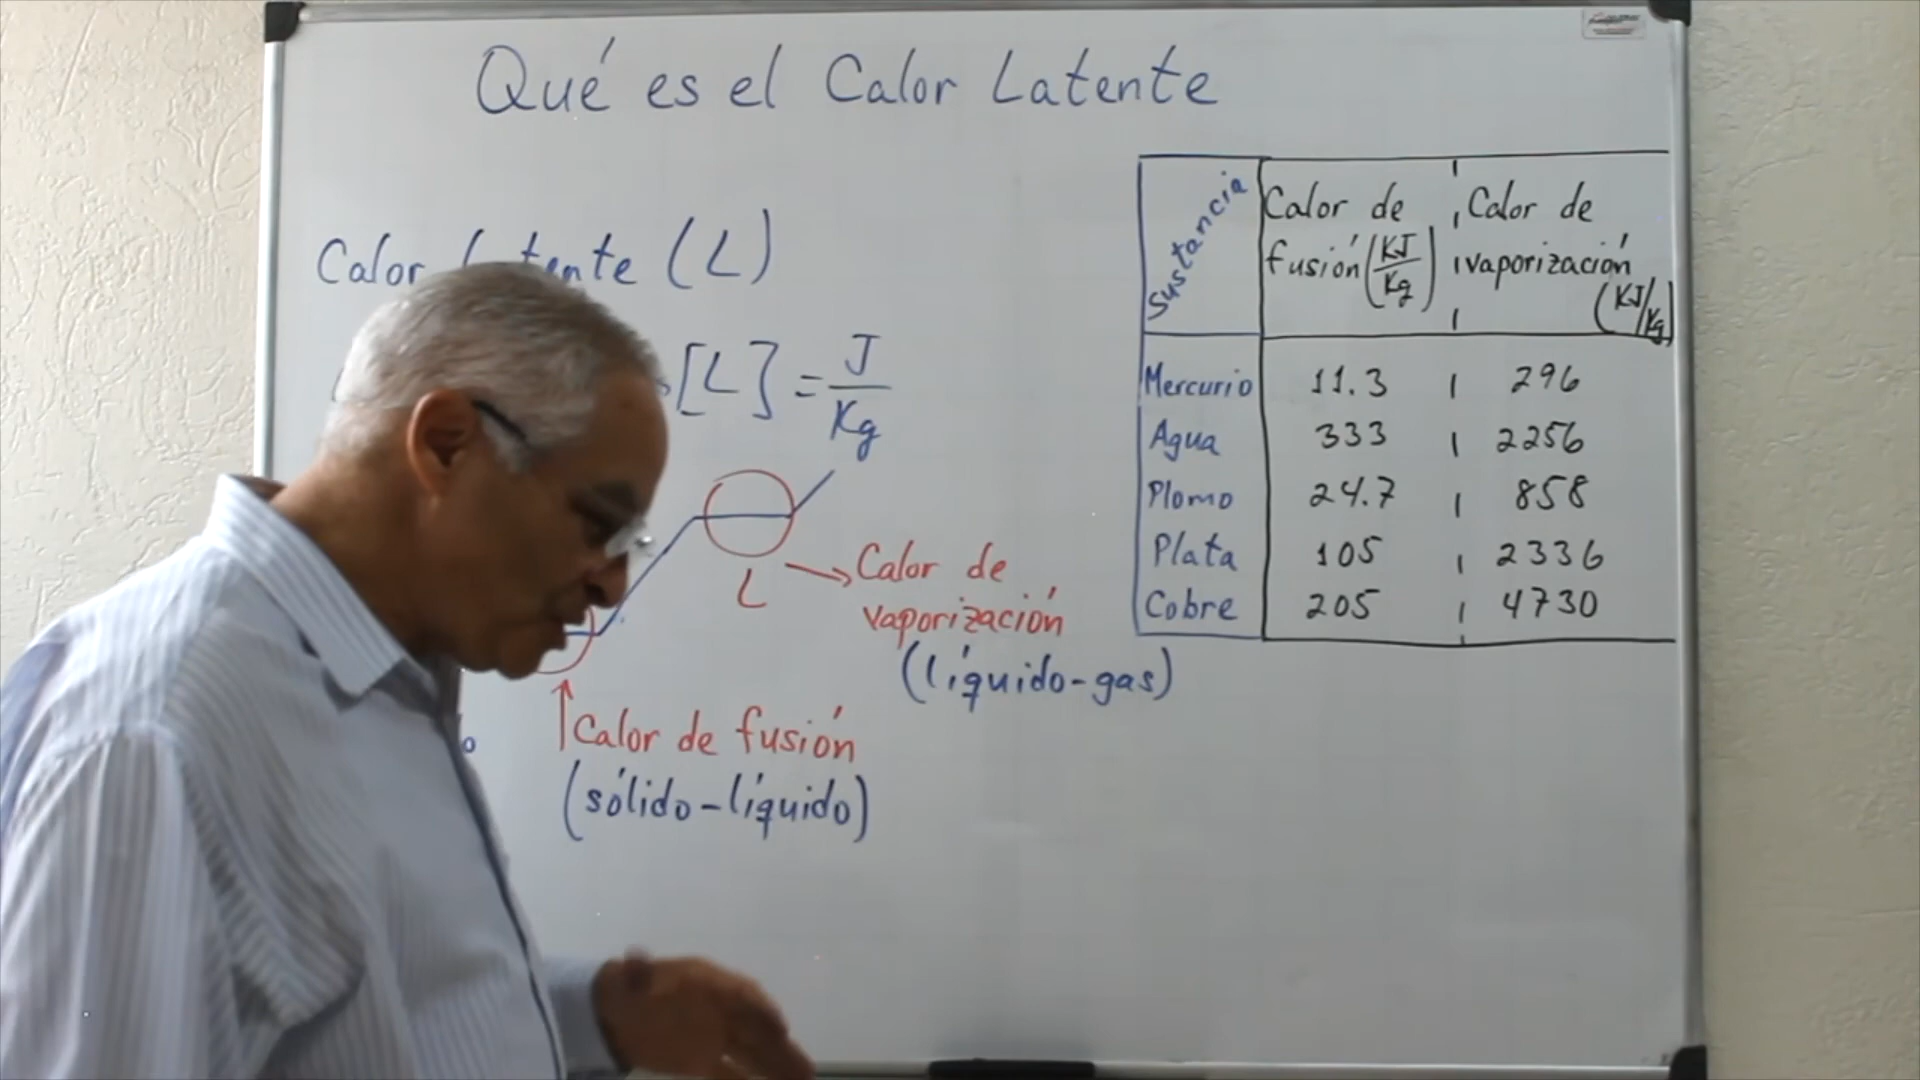 Qué es el Calor Latente
Calor (L)
[L] = J/Kg
L
Calor de
vaporización
(líquido-gas)
Calor de fusión
(sólido-líquido)
Sustancia
Calor de
fusión (KJ/Kg)
Calor de
vaporización
(KJ/Kg)
Mercurio 11.3 296
Agua 333 2256
Plomo 24.7 858
Plata 105 2336
Cobre 205 4730